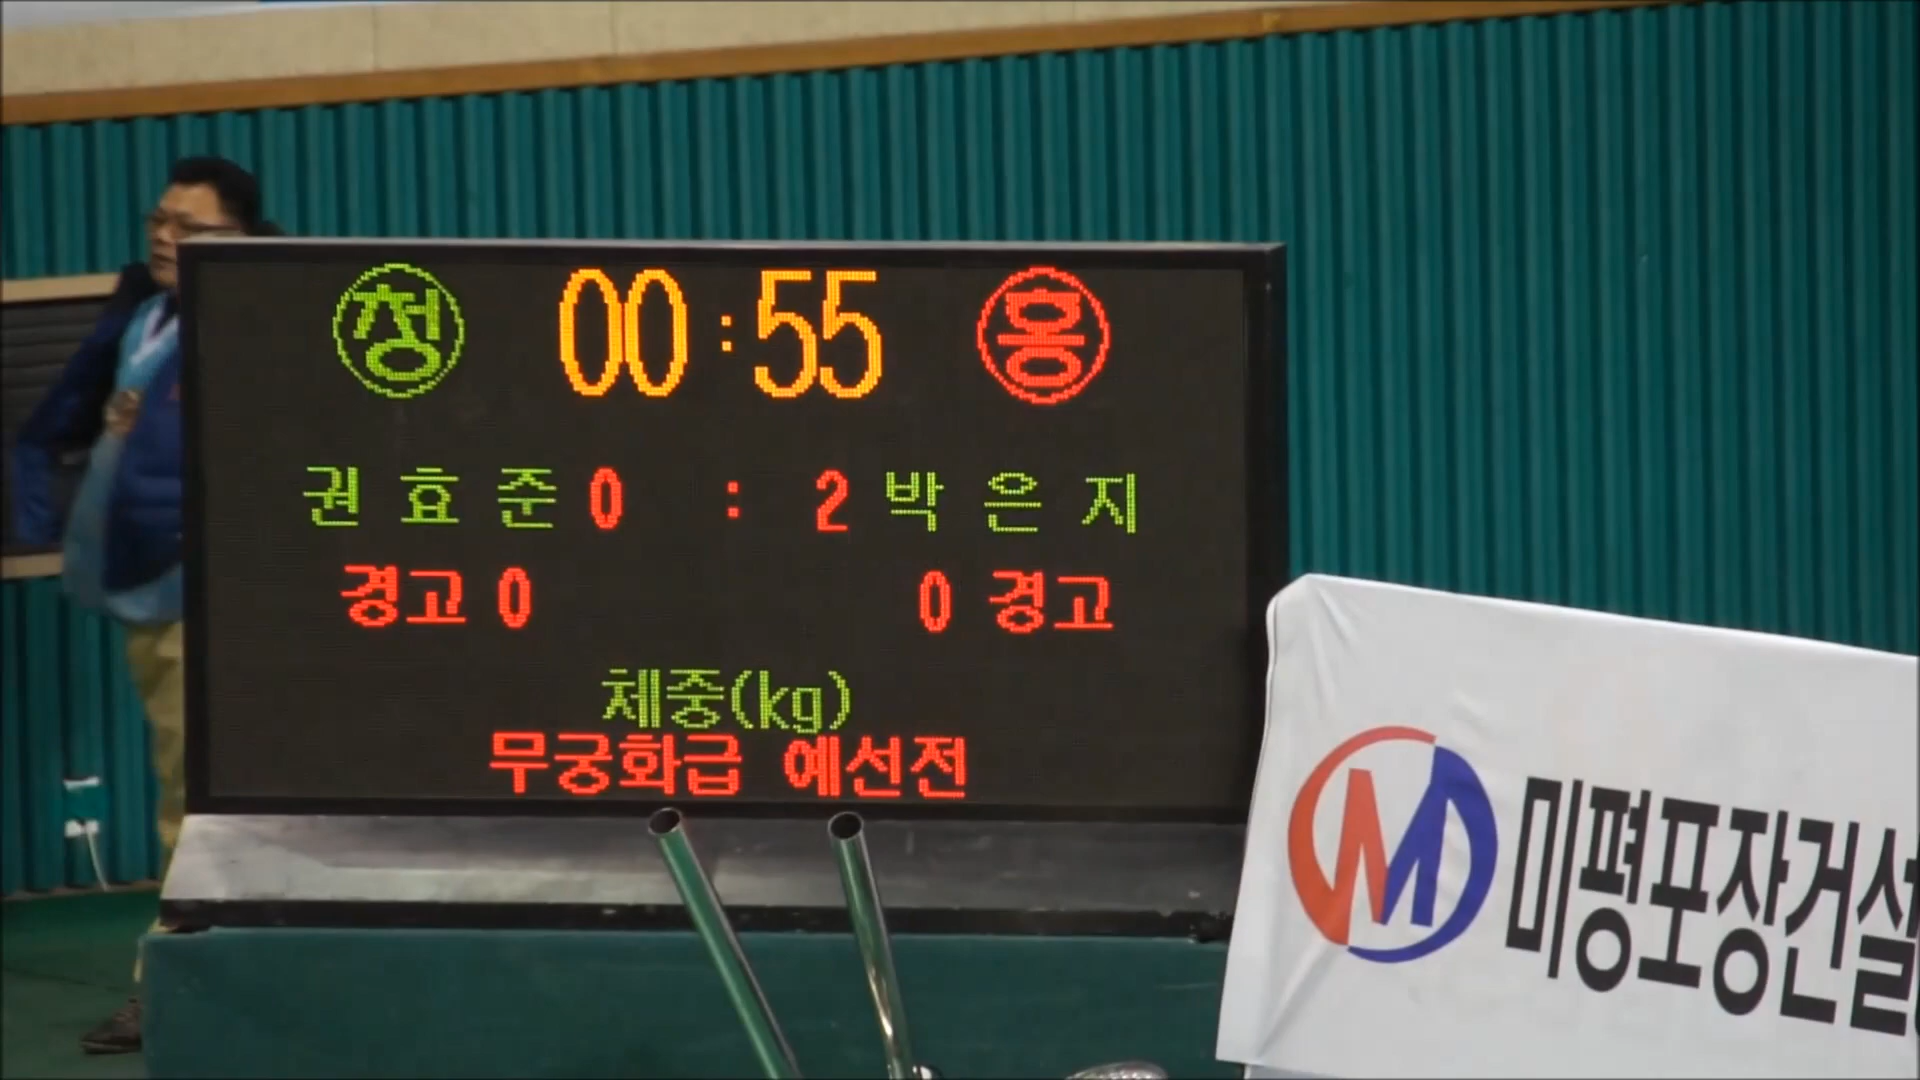 청 00:55 홍
권효준 0 : 2 박은지
경고 0 0 경고
체중(kg)
무궁화급 예선전
미평포장건설